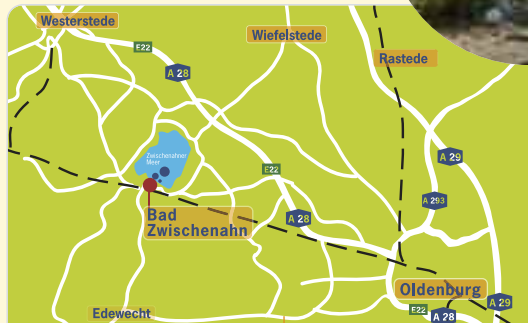 Westerstede
Wiefelstede
E22
Rastede
A 28
Zwischenahner
Meer
A 29
E22
A 293
Bad
Zwischenahn
A 28
Oldenburg
A 29
Edewecht
E22
A 28